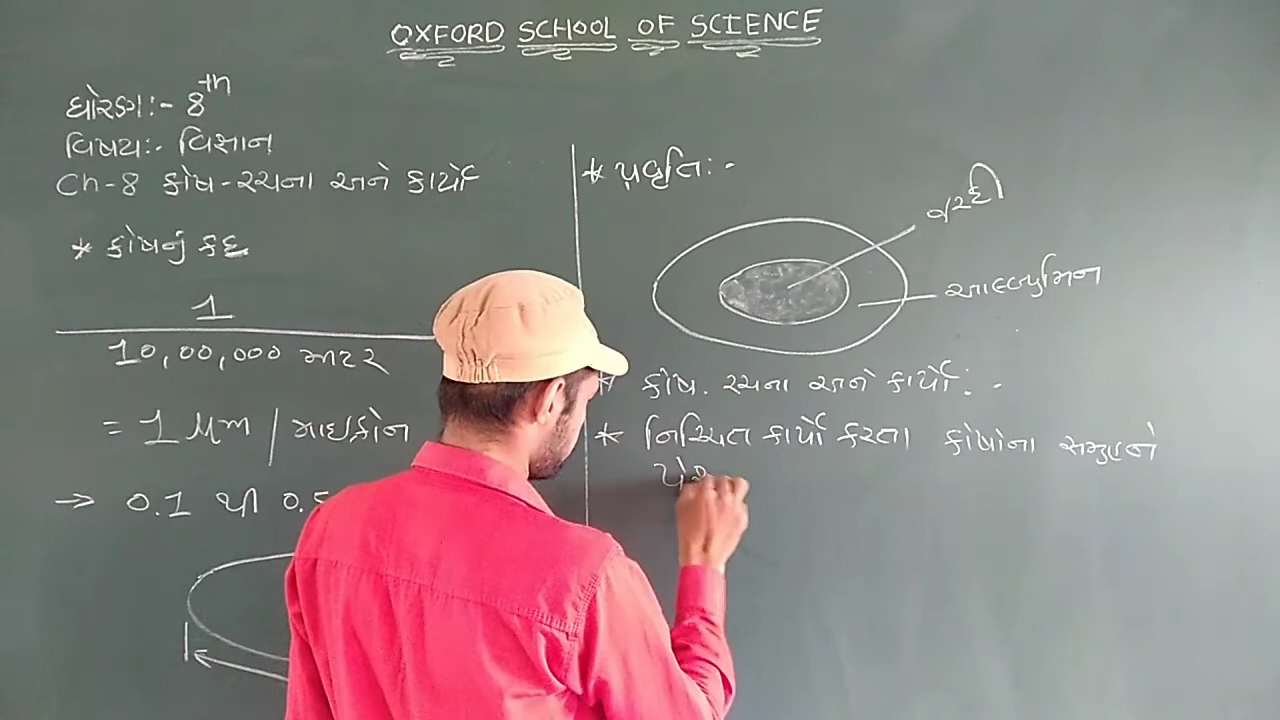 OXFORD SCHOOL OF SCIENCE
ધોરણ:- 8th
વિષય:- વિજ્ઞાન
Ch-8 કોષ-રચના અને કાર્યો
* કોષનું કદ
1
10,00,000 મીટર
= 1 µm / માઇક્રોન
→ 0.1 થી 0.5
* પ્રવૃત્તિ:-
જરદી
આલ્બ્યુમિન
* કોષ. રચના અને કાર્યો:-
* નિશ્ચિત કાર્યો કરતા કોષોના સમુહને